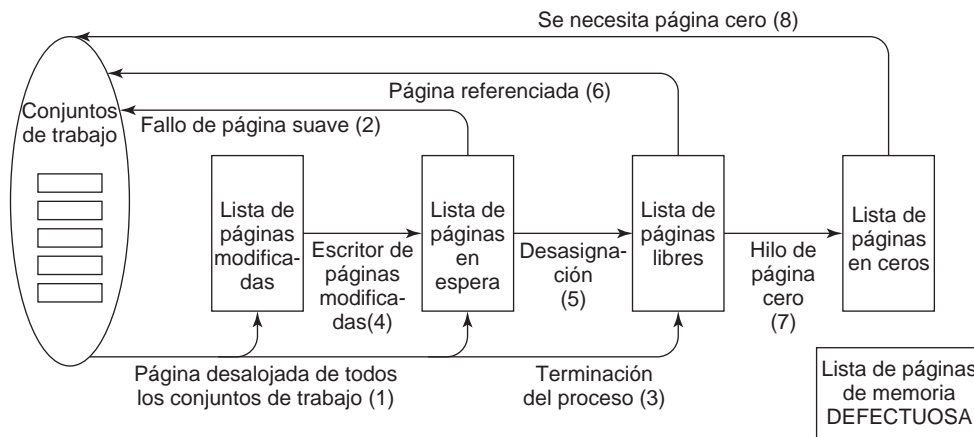 Se necesita página cero (8)
Página referenciada (6)
Conjuntos
de trabajo
Fallo de página suave (2)
Lista de
páginas
modifica-
das
Escritor de
páginas
modifica-
das(4)
Lista de
páginas
en
espera
Desasigna-
ción
(5)
Lista de
páginas
libres
Hilo de
página
cero
(7)
Lista de
páginas
en ceros
Página desalojada de todos
los conjuntos de trabajo (1)
Terminación
del proceso (3)
Lista de páginas
de memoria
DEFECTUOSA